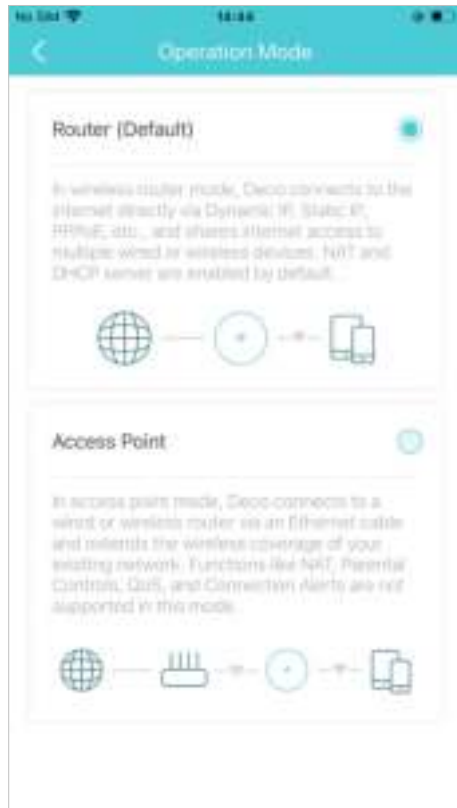 No SIM 14:44
Operation Mode
Router (Default)
In wireless router mode, Deco connects to the
internet directly via Dynamic IP, Static IP,
PPPoE, etc., and shares internet access to
multiple wired or wireless devices. NAT and
DHCP server are enabled by default.
Access Point
In access point mode, Deco connects to a
wired or wireless router via an Ethernet cable
and extends the wireless coverage of your
existing network. Functions like NAT, Parental
Controls, QoS, and Connection Alerts are not
supported in this mode.